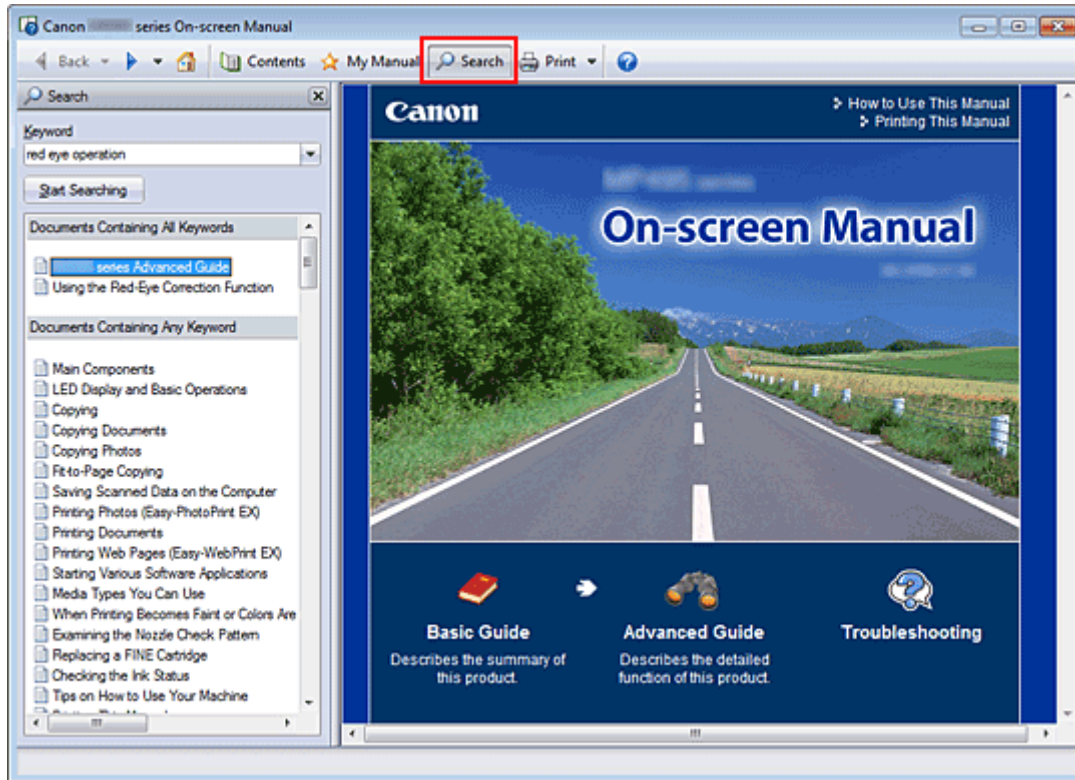 Canon series On-screen Manual
Back Contents My Manual Search Print
Search
Keyword
red eye operation
Start Searching
Documents Containing All Keywords
series Advanced Guide
Using the Red-Eye Correction Function
Documents Containing Any Keyword
Main Components
LED Display and Basic Operations
Copying
Copying Documents
Copying Photos
Fit-to-Page Copying
Saving Scanned Data on the Computer
Printing Photos (Easy-PhotoPrint EX)
Printing Documents
Printing Web Pages (Easy-WebPrint EX)
Starting Various Software Applications
Media Types You Can Use
When Printing Becomes Faint or Colors Are
Examining the Nozzle Check Pattern
Replacing a FINE Cartridge
Checking the Ink Status
Tips on How to Use Your Machine
Canon
How to Use This Manual
Printing This Manual
series
On-screen Manual
Basic Guide
Describes the summary of
this product.
Advanced Guide
Describes the detailed
function of this product.
Troubleshooting